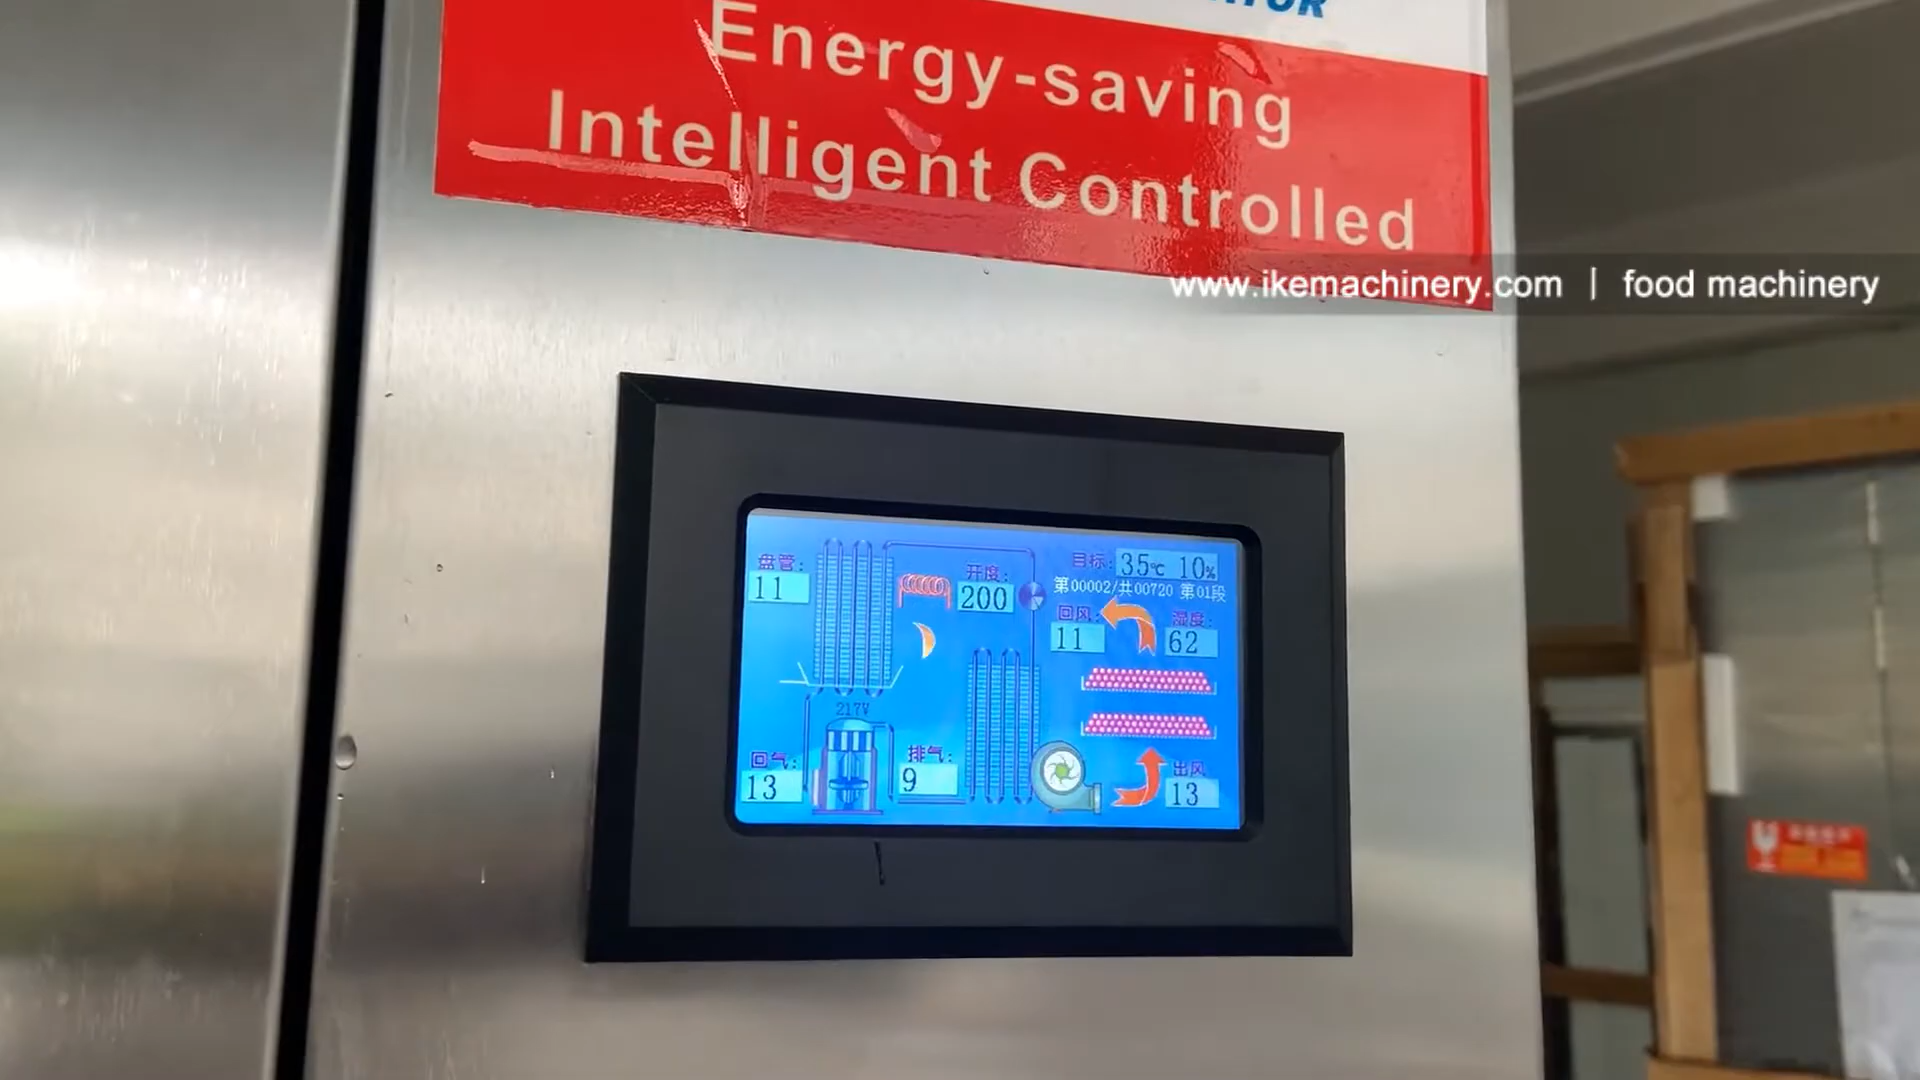 Energy-saving
Intelligent Controlled
www.ikemachinery.com | food machinery
盘管: 11
开度: 200
目标: 35℃ 10%
第00002/共00720 第01段
回风: 11
湿度: 62
217V
回气: 13
排气: 9
出风 13